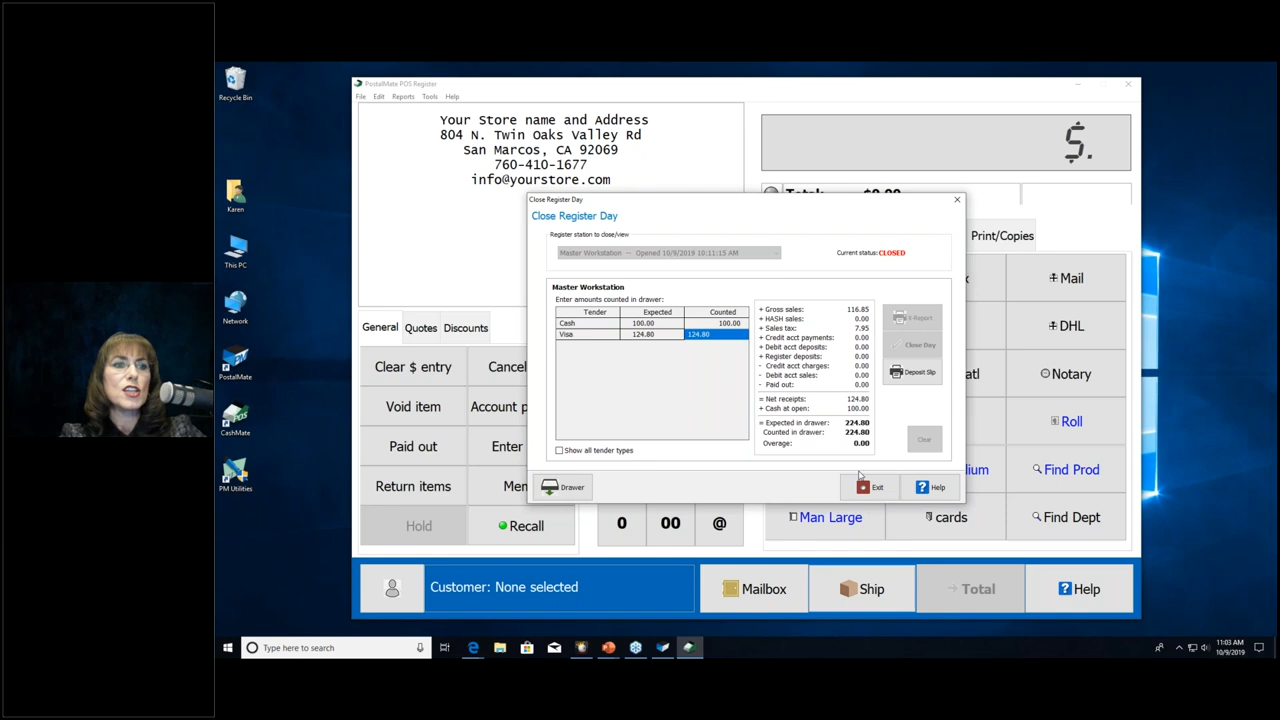 Recycle Bin
Karen
This PC
Network
PostalMate
CashMate
PM Utilities
PostalMate POS Register
File Edit Reports Tools Help
Your Store name and Address
804 N. Twin Oaks Valley Rd
San Marcos, CA 92069
760-410-1677
info@yourstore.com
$.
Total: $0.00
Close Register Day
Close Register Day
Register station to close/view
Master Workstation -- Opened 10/9/2019 10:11:15 AM
Current status: CLOSED
Master Workstation
Enter amounts counted in drawer:
Tender Expected Counted
Cash 100.00 100.00
Visa 124.80 124.80
Show all tender types
+ Gross sales: 116.85
+ HASH sales: 0.00
+ Sales tax: 7.95
+ Credit acct payments: 0.00
+ Debit acct deposits: 0.00
+ Register deposits: 0.00
- Credit acct charges: 0.00
- Debit acct sales: 0.00
- Paid out: 0.00
= Net receipts: 124.80
+ Cash at open: 100.00
= Expected in drawer: 224.80
Counted in drawer: 224.80
Overage: 0.00
X-Report
Close Day
Deposit Slip
Clear
Drawer
Exit
Help
General Quotes Discounts
Clear $ entry
Void item
Account p
Paid out
Enter
Return items
Hold
Recall
0 00 @
Print/Copies
Mail
DHL
Notary
Roll
Find Prod
Man Large
cards
Find Dept
Customer: None selected
Mailbox
Ship
Total
Help
Type here to search
11:03 AM
10/9/2019